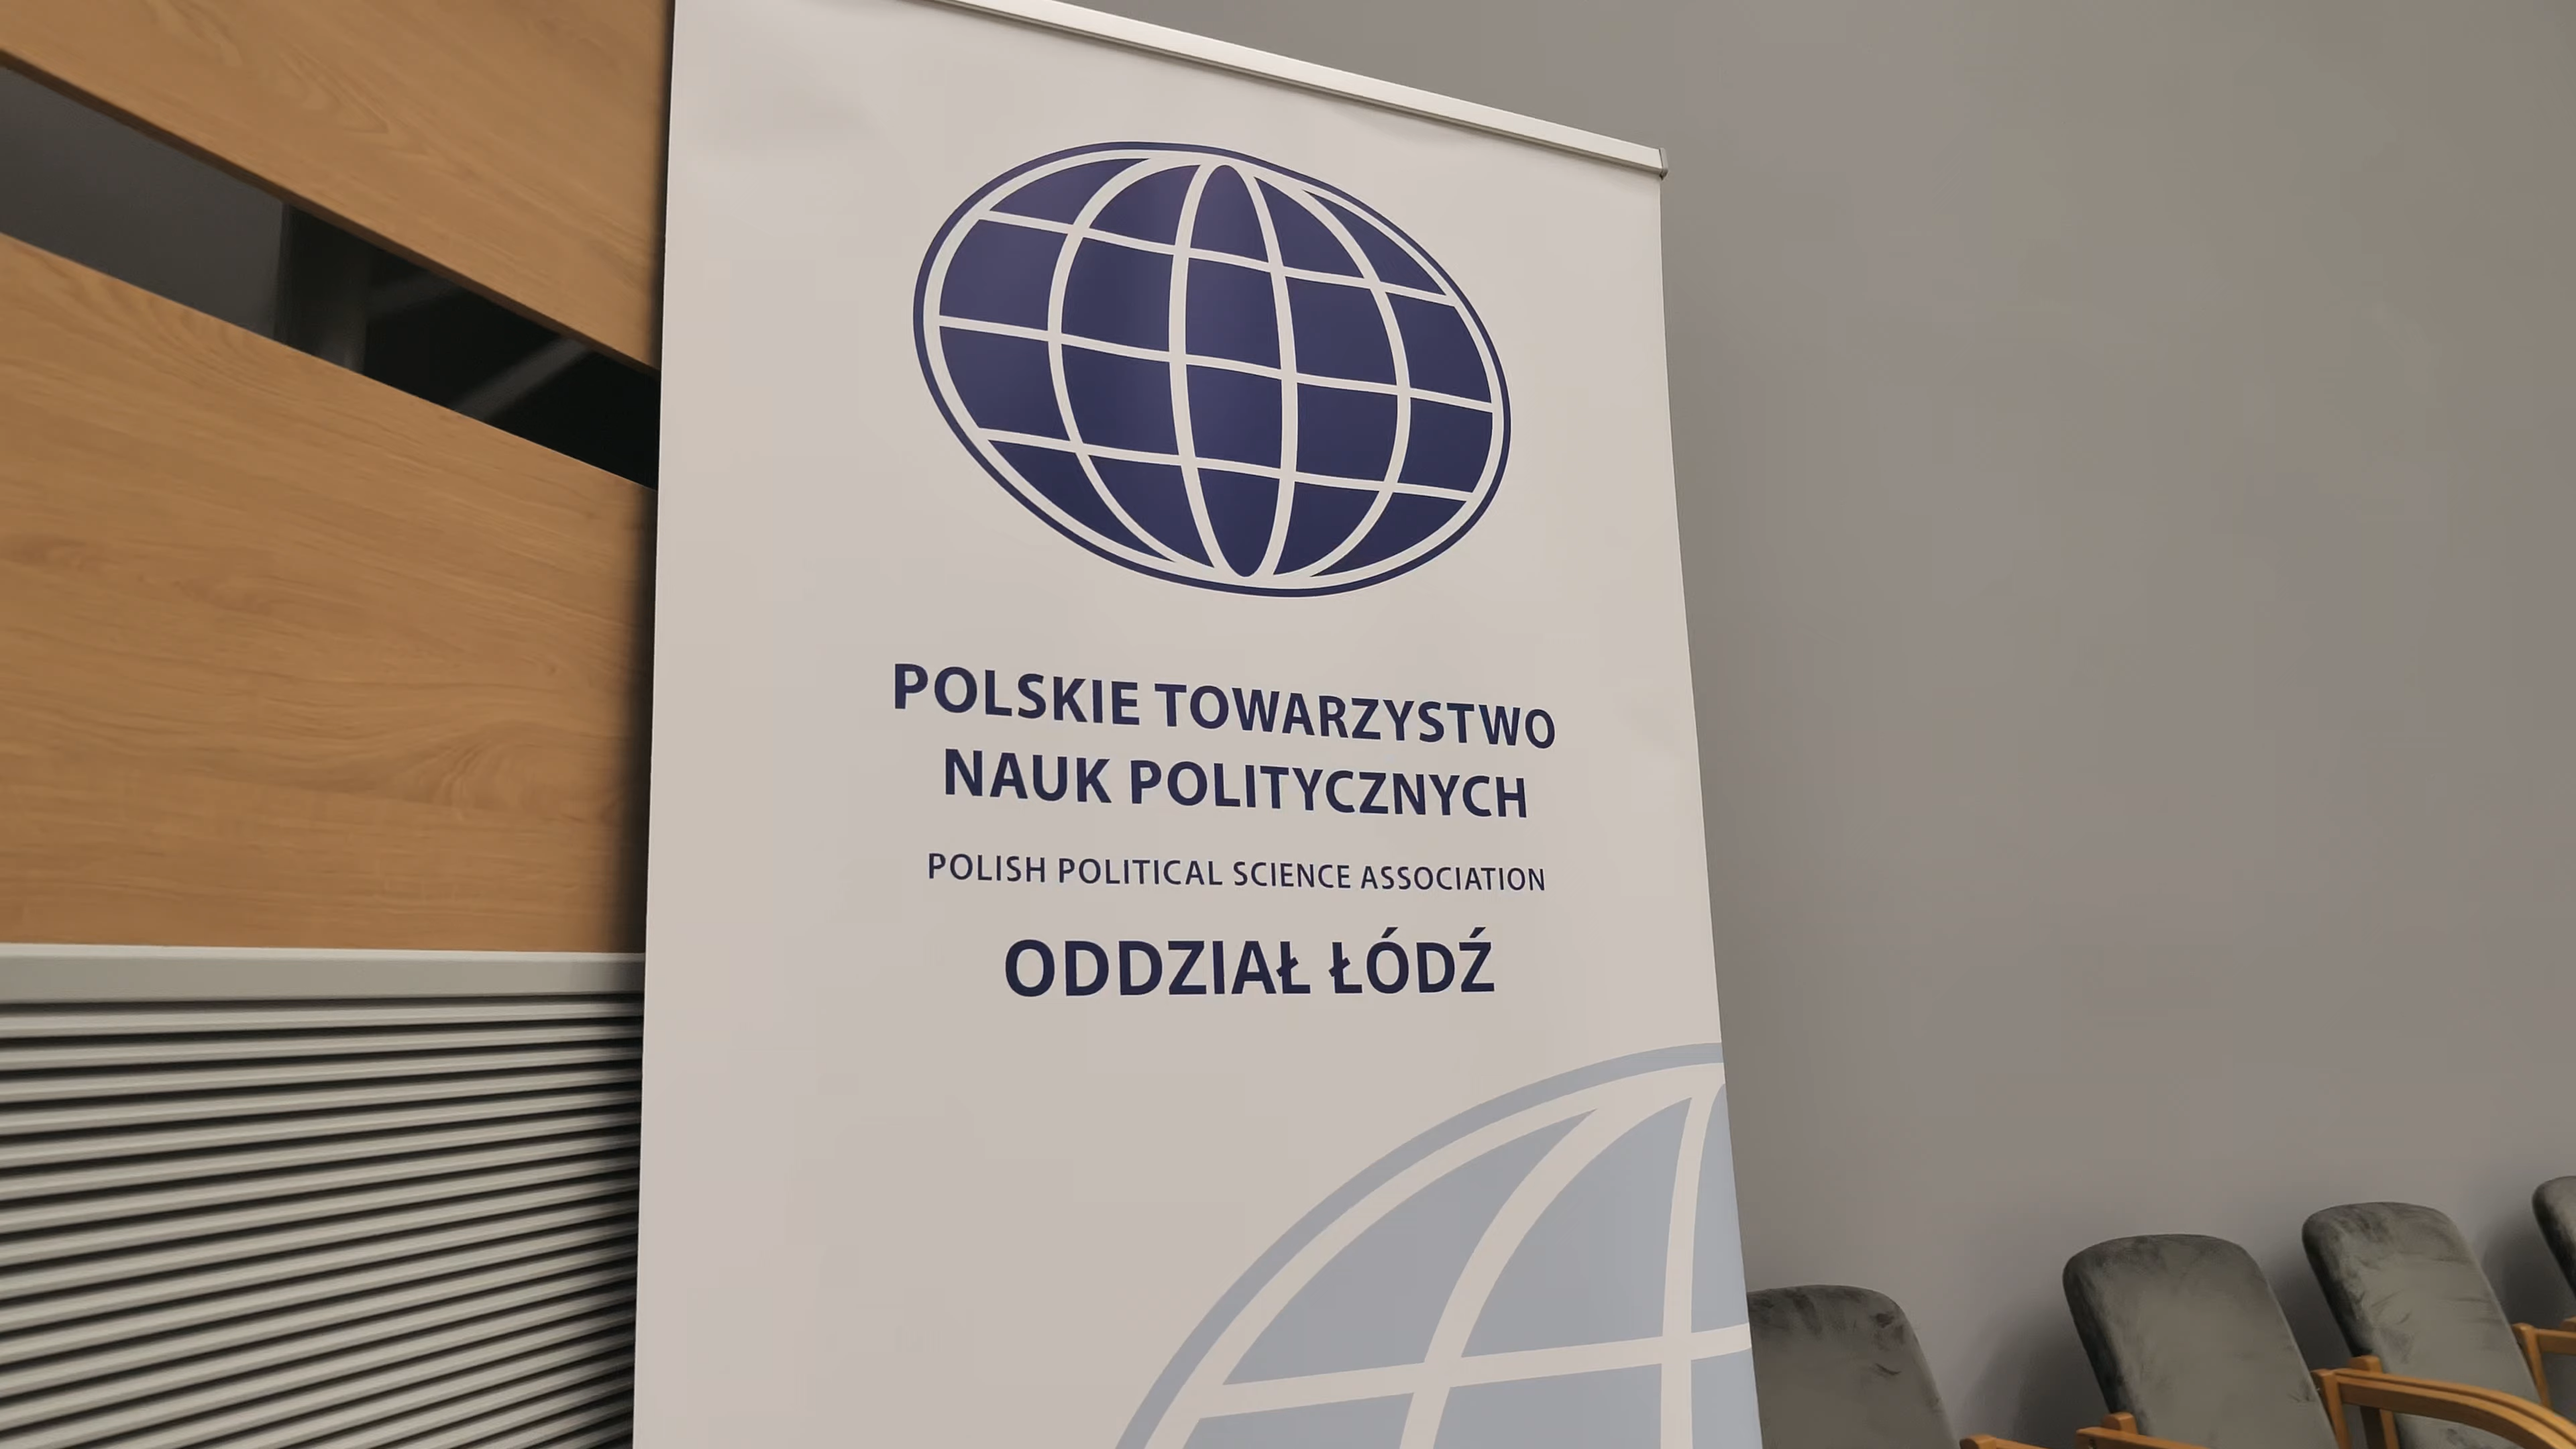 POLSKIE TOWARZYSTWO
NAUK POLITYCZNYCH
POLISH POLITICAL SCIENCE ASSOCIATION
ODDZIAŁ ŁÓDŹ